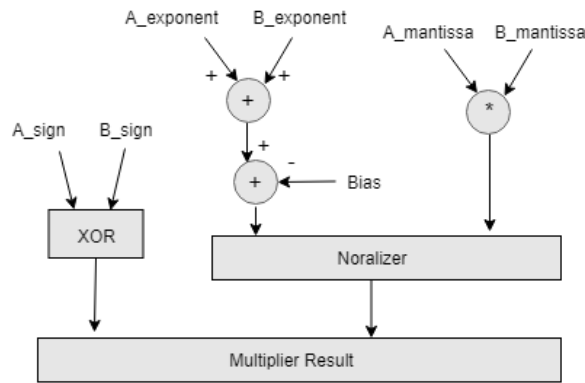 A_exponent B_exponent
A_mantissa B_mantissa
+ +
+
*
A_sign B_sign
+
-
+
Bias
XOR
Noralizer
Multiplier Result